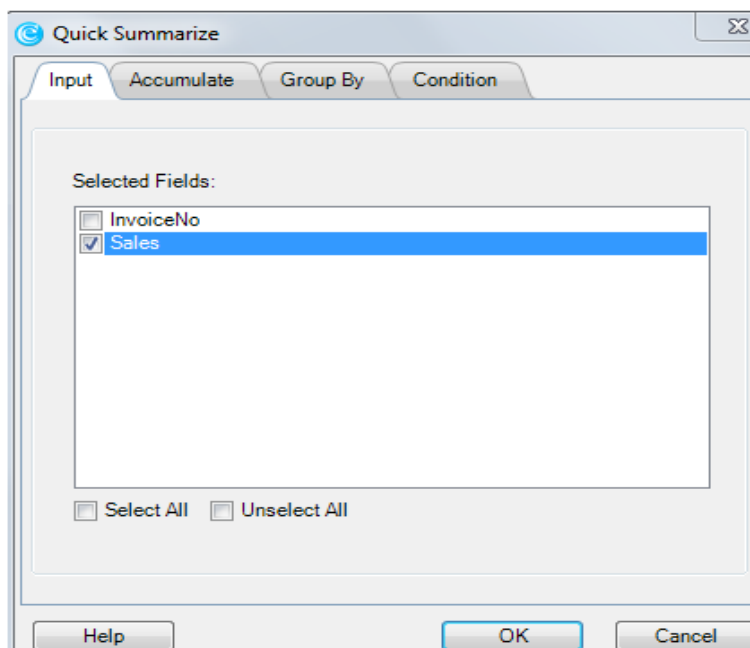 Quick Summarize
Input Accumulate Group By Condition
Selected Fields:
InvoiceNo
Sales
Select All Unselect All
Help OK Cancel